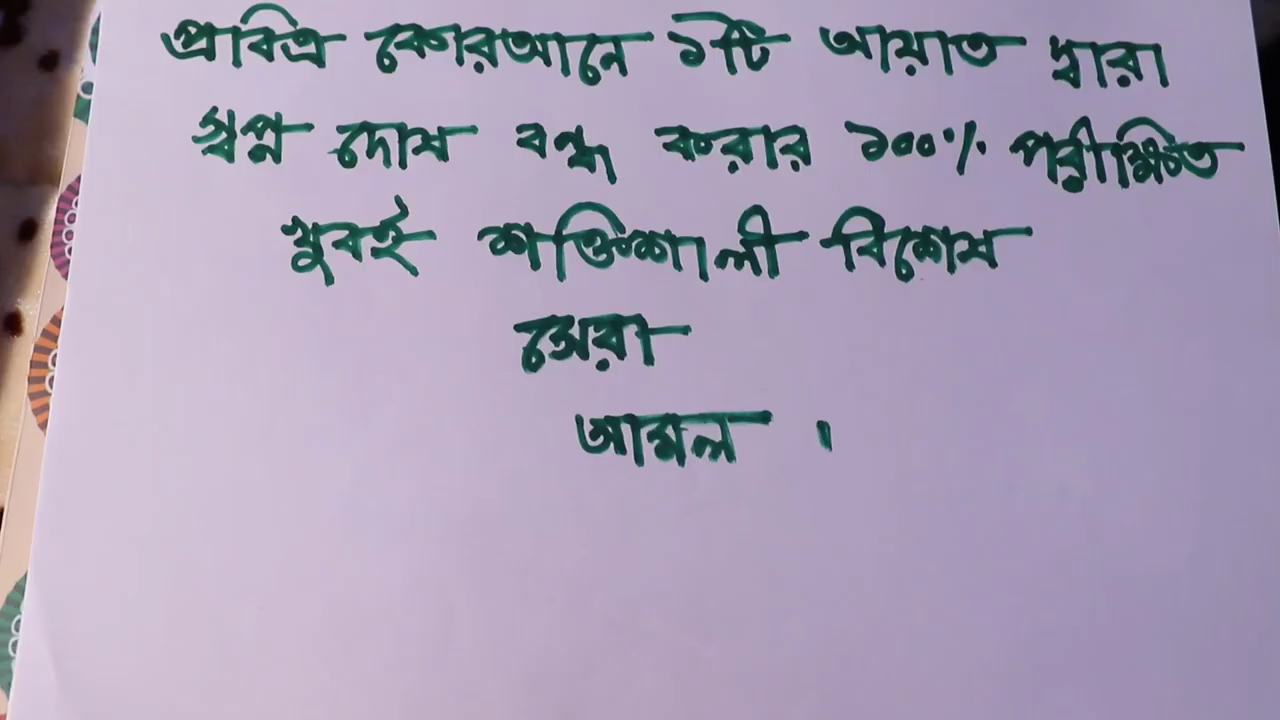 প্রবিত্র কোরআনে ১টি আয়াত দ্বারা
স্বপ্ন দোষ বন্ধ করার ১০০% পরীক্ষিত
খুবই শক্তিশালী বিশেষ
সেরা
আমল ।